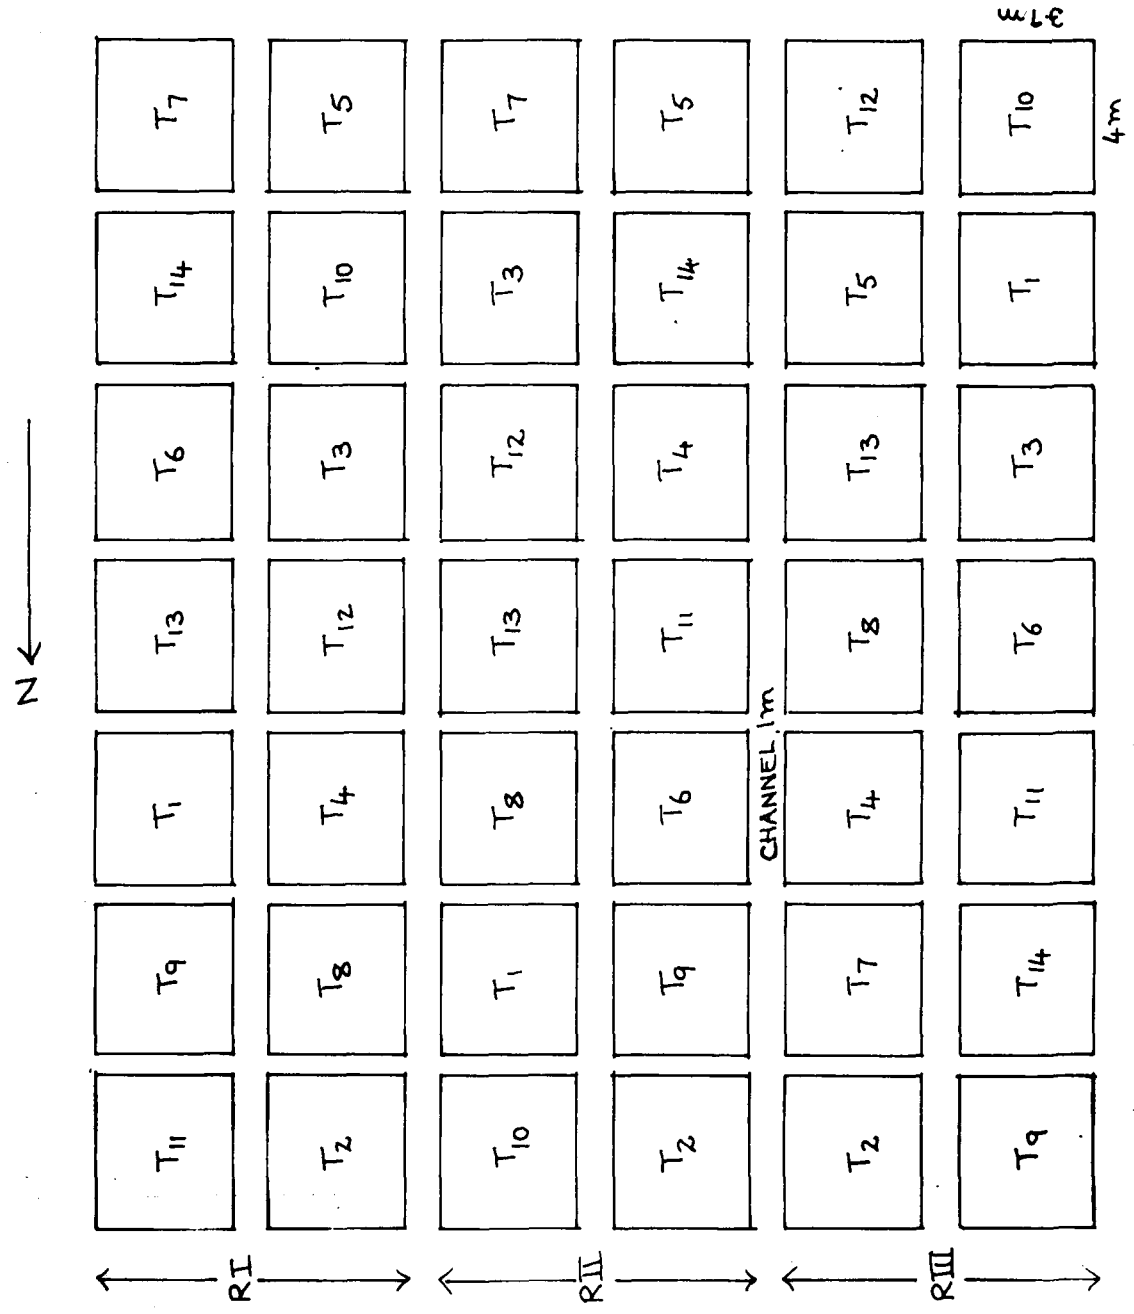 N
T11 T9 T1 T13 T6 T14 T7
RI
T2 T8 T4 T12 T3 T10 T5
T10 T1 T8 T13 T12 T3 T7
RII
T2 T9 T6 T11 T4 T14 T5
CHANNEL 1m
T2 T7 T4 T8 T13 T5 T12
RIII
T9 T14 T11 T6 T3 T1 T10
3.7m
4m